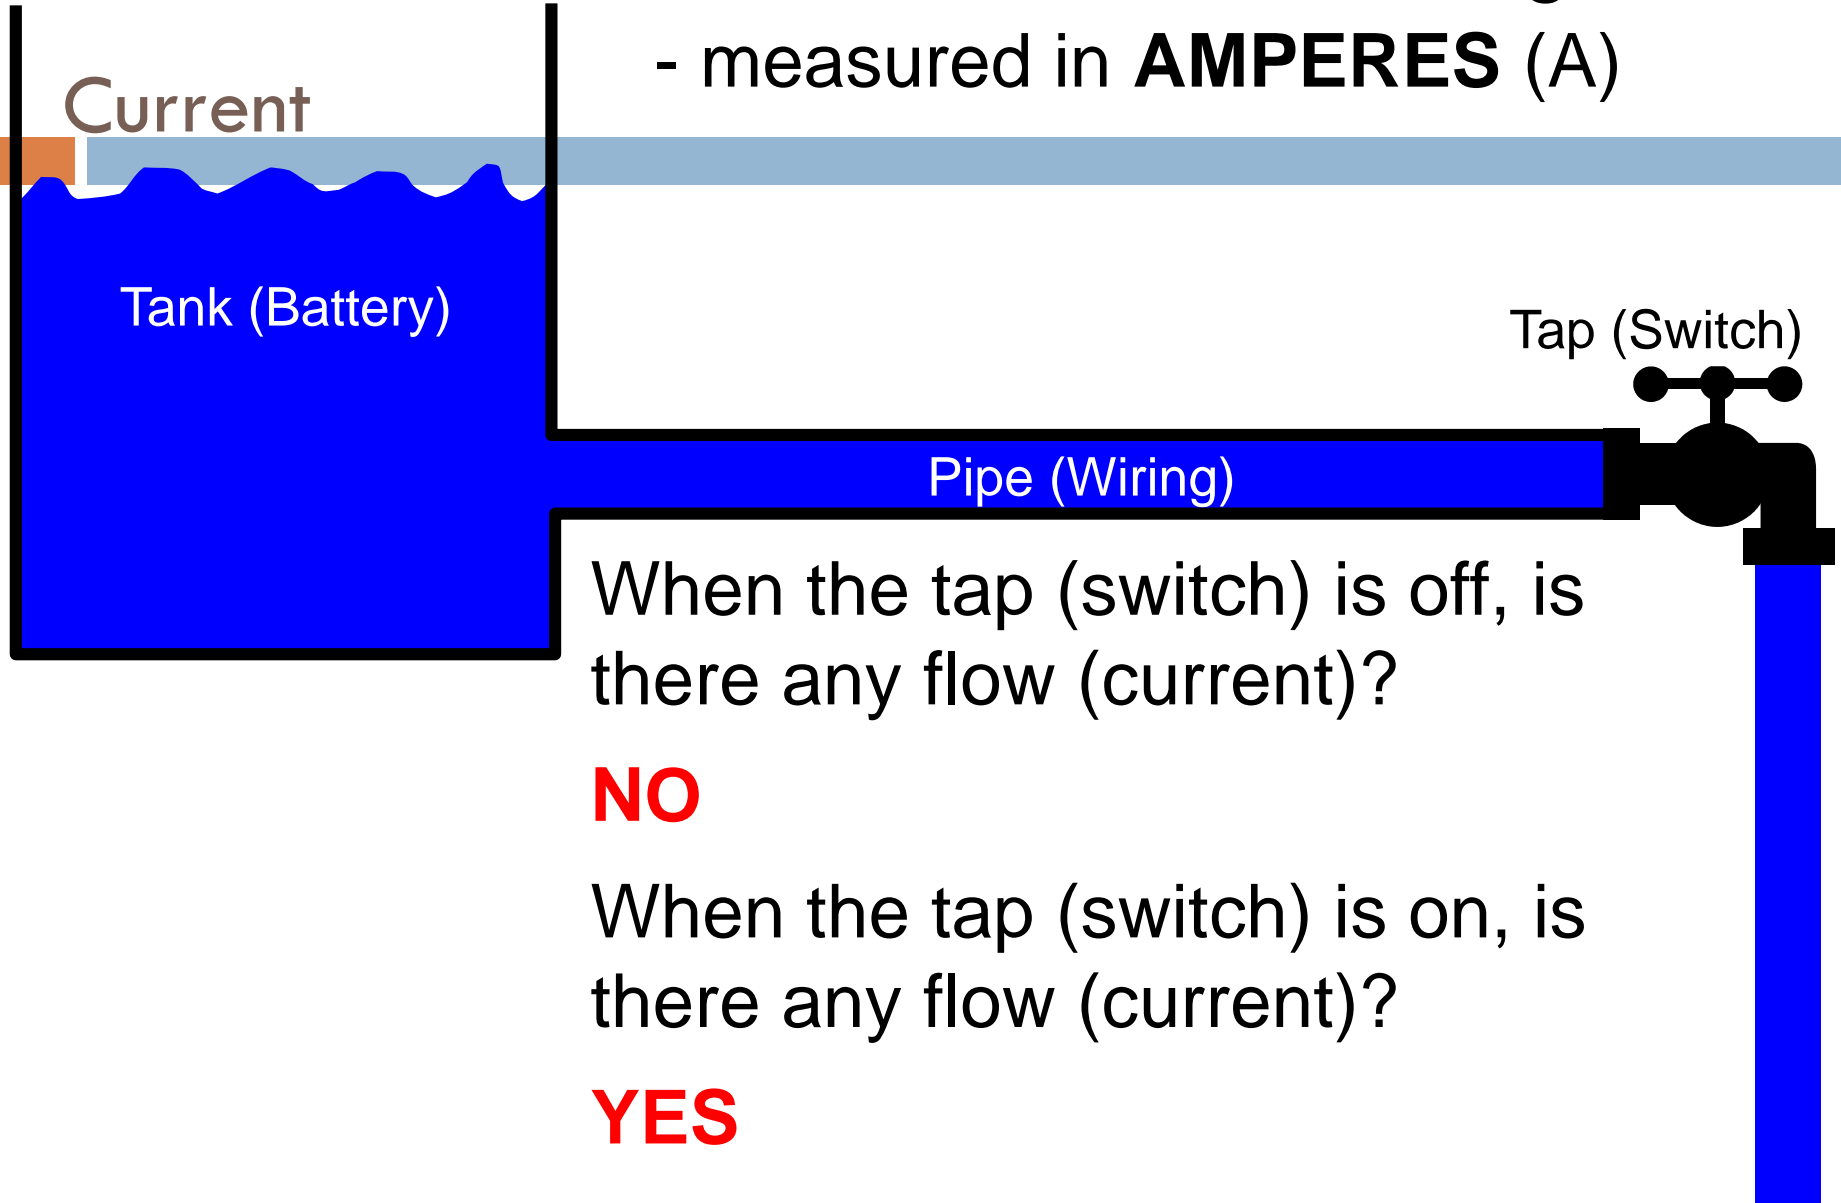 - measured in AMPERES (A)
Current
Tank (Battery)
Tap (Switch)
Pipe (Wiring)
When the tap (switch) is off, is
there any flow (current)?
NO
When the tap (switch) is on, is
there any flow (current)?
YES